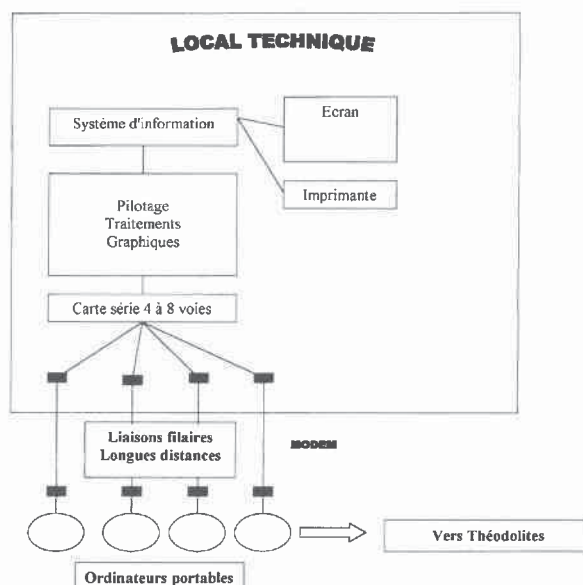 LOCAL TECHNIQUE
Système d'information
Ecran
Imprimante
Pilotage
Traitements
Graphiques
Carte série 4 à 8 voies
Liaisons filaires
Longues distances
MODEM
Vers Théodolites
Ordinateurs portables